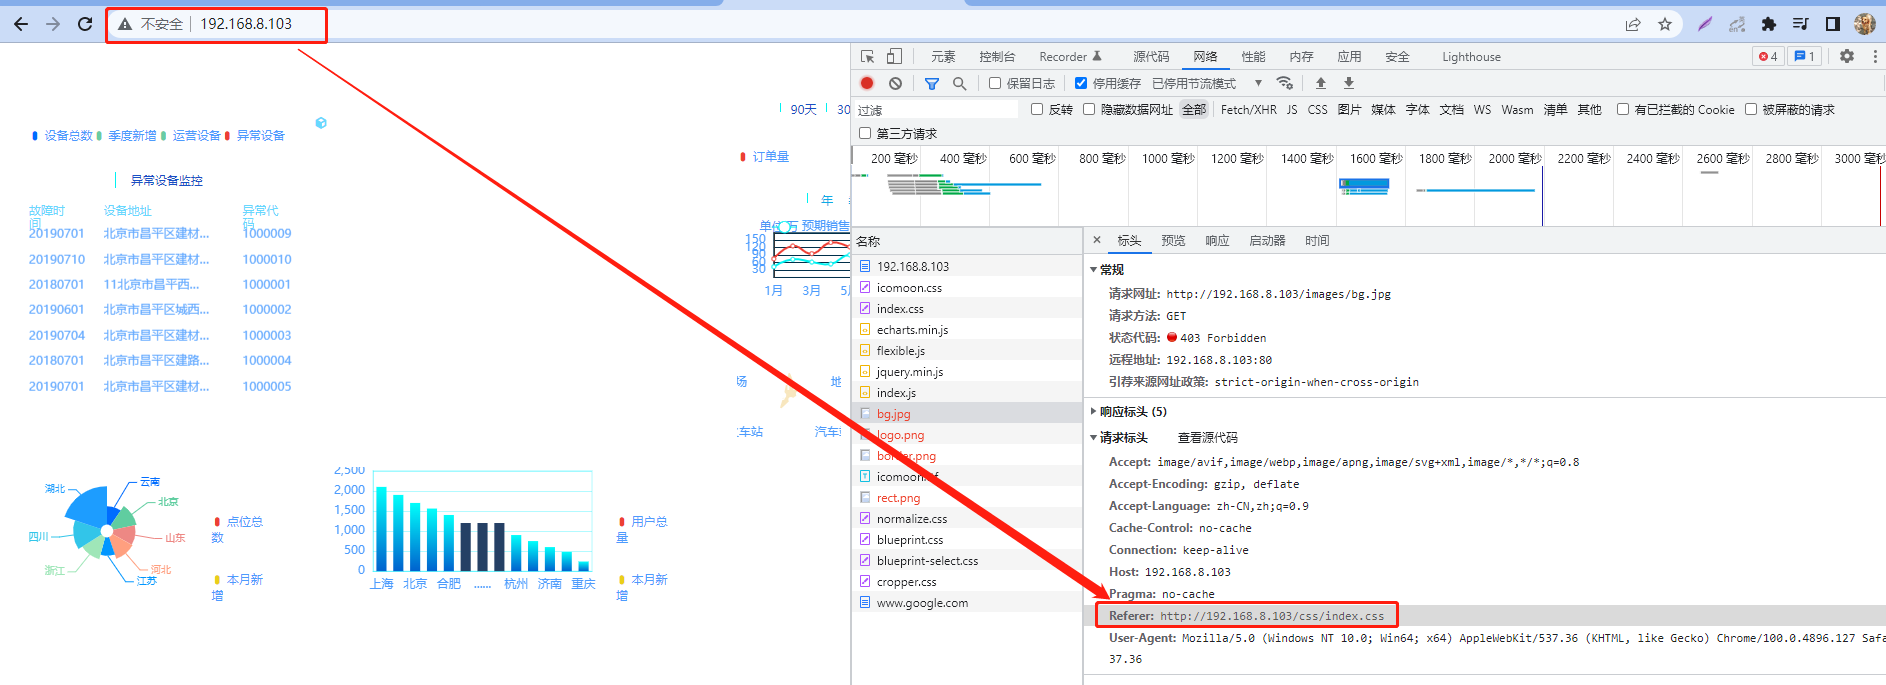 不安全 192.168.8.103
元素 控制台 Recorder 源代码 网络 性能 内存 应用 安全 Lighthouse 4 1
保留日志 停用缓存 已停用节流模式
过滤 反转 隐藏数据网址 全部 Fetch/XHR JS CSS 图片 媒体 字体 文档 WS Wasm 清单 其他 有已拦截的 Cookie 被屏蔽的请求
第三方请求
200 毫秒 400 毫秒 600 毫秒 800 毫秒 1000 毫秒 1200 毫秒 1400 毫秒 1600 毫秒 1800 毫秒 2000 毫秒 2200 毫秒 2400 毫秒 2600 毫秒 2800 毫秒 3000 毫秒
90天 30
设备总数 季度新增 运营设备 异常设备
订单量
异常设备监控
年
故障时间 设备地址 异常代码
20190701 北京市昌平区建材... 1000009
20190710 北京市昌平区建材... 1000010
20180701 11北京市昌平西... 1000001
20190601 北京市昌平区城西... 1000002
20190704 北京市昌平区建材... 1000003
20180701 北京市昌平区建路... 1000004
20190701 北京市昌平区建材... 1000005
预期销售
150
120
90
60
30
1月 3月
场 地
车站
湖北
云南
北京
山东
河北
江苏
浙江
四川
点位总数
本月新增
2,500
2,000
1,500
1,000
500
0
上海 北京 合肥 ...... 杭州 济南 重庆
用户总量
本月新增
名称
192.168.8.103
icomoon.css
index.css
echarts.min.js
flexible.js
jquery.min.js
index.js
bg.jpg
logo.png
border.png
rect.png
normalize.css
blueprint.css
blueprint-select.css
cropper.css
www.google.com
× 标头 预览 响应 启动器 时间
常规
请求网址: http://192.168.8.103/images/bg.jpg
请求方法: GET
状态代码: 403 Forbidden
远程地址: 192.168.8.103:80
引荐来源网址政策: strict-origin-when-cross-origin
响应标头 (5)
请求标头 查看源代码
Accept: image/avif,image/webp,image/apng,image/svg+xml,image/*,*/*;q=0.8
Accept-Encoding: gzip, deflate
Accept-Language: zh-CN,zh;q=0.9
Cache-Control: no-cache
Connection: keep-alive
Host: 192.168.8.103
Pragma: no-cache
Referer: http://192.168.8.103/css/index.css
User-Agent: Mozilla/5.0 (Windows NT 10.0; Win64; x64) AppleWebKit/537.36 (KHTML, like Gecko) Chrome/100.0.4896.127 Safa
37.36